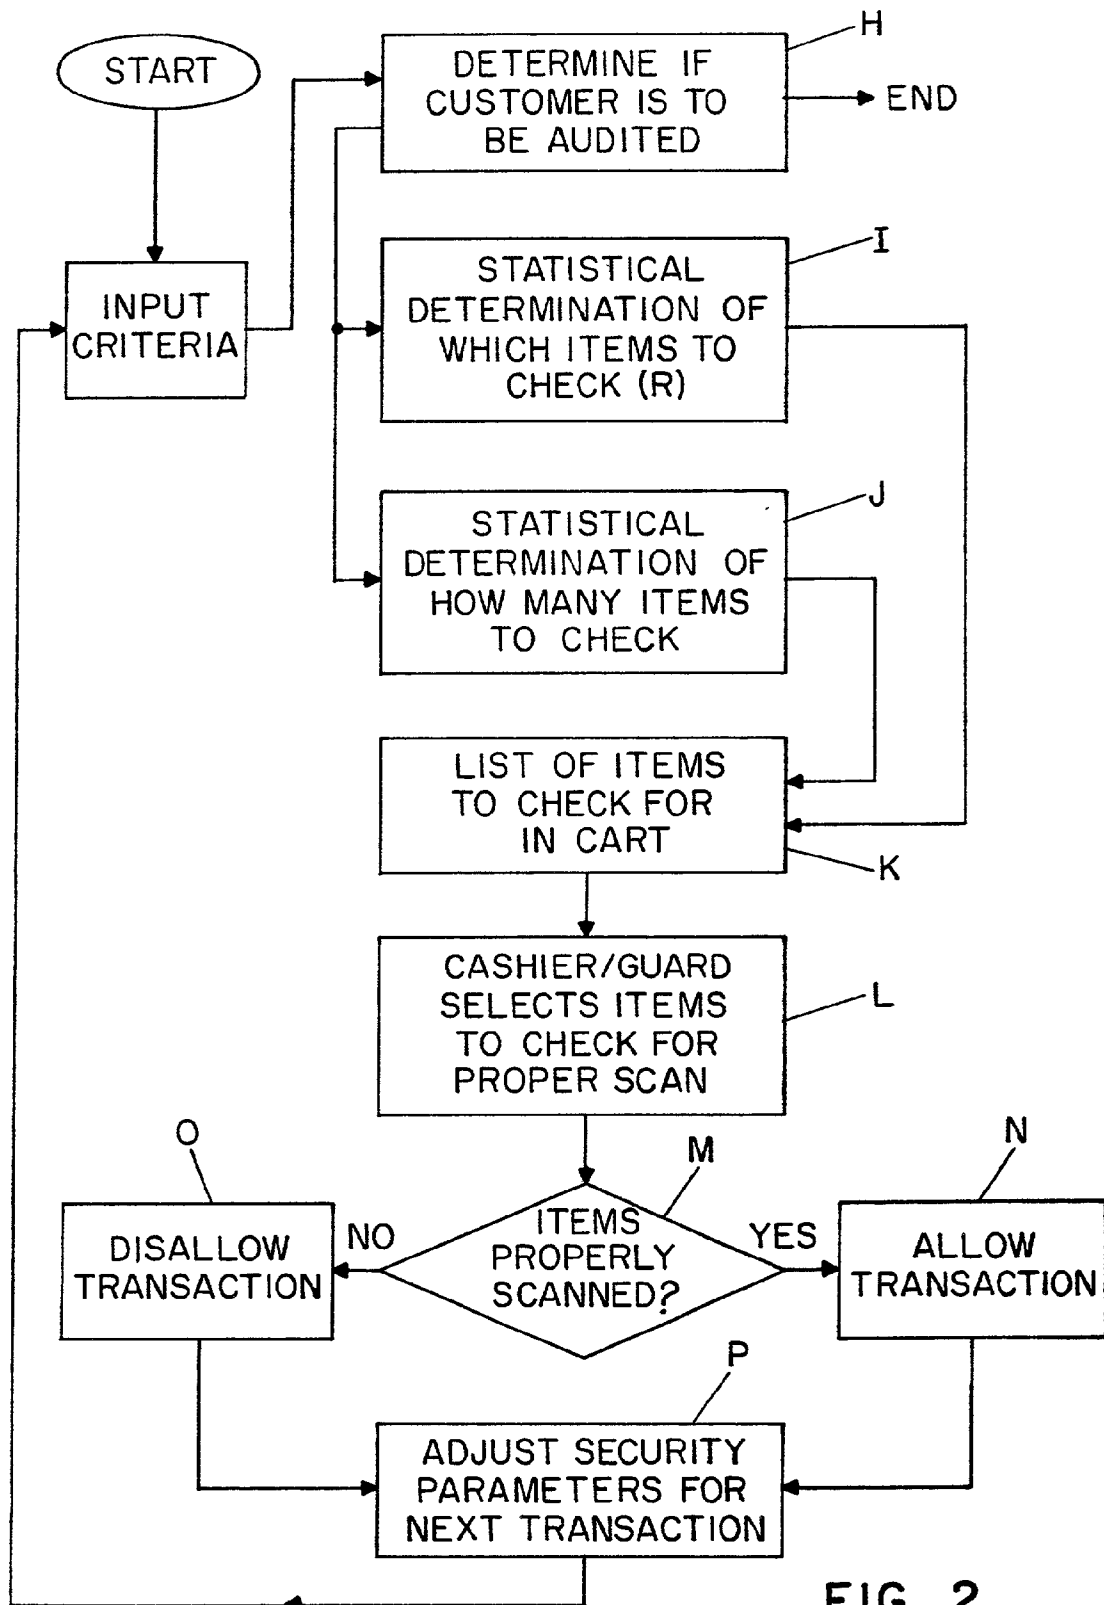 START
H
DETERMINE IF
CUSTOMER IS TO
BE AUDITED
END
INPUT
CRITERIA
I
STATISTICAL
DETERMINATION OF
WHICH ITEMS TO
CHECK (R)
J
STATISTICAL
DETERMINATION OF
HOW MANY ITEMS
TO CHECK
LIST OF ITEMS
TO CHECK FOR
IN CART
K
CASHIER/GUARD
SELECTS ITEMS
TO CHECK FOR
PROPER SCAN
L
O
M
N
DISALLOW
TRANSACTION
NO
ITEMS
PROPERLY
SCANNED?
YES
ALLOW
TRANSACTION
P
ADJUST SECURITY
PARAMETERS FOR
NEXT TRANSACTION
FIG. 2